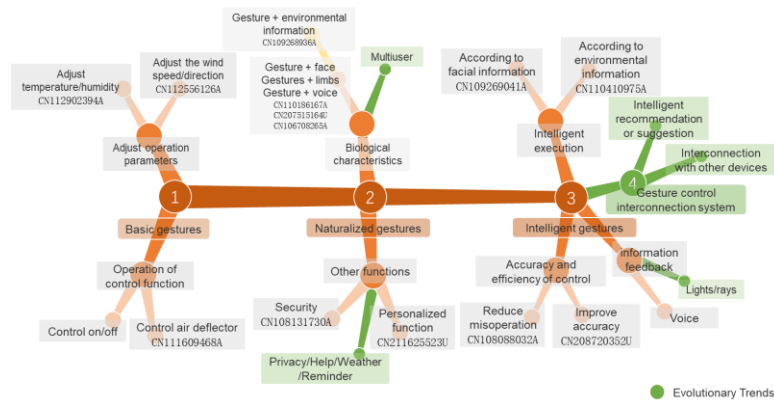 Gesture + environmental
information
CN109268936A
Gesture + face
Gestures + limbs
Gesture + voice
CN110186167A
CN207515164U
CN106708265A
Multiuser
Adjust
temperature/humidity
CN112902394A
Adjust the wind
speed/direction
CN112556126A
According to
facial information
CN109269041A
According to
environmental
information
CN110410975A
Intelligent
recommendation
or suggestion
Interconnection
with other devices
Adjust operation
parameters
Biological
characteristics
Intelligent
execution
1
2
3
4
Gesture control
interconnection system
Basic gestures
Naturalized gestures
Intelligent gestures
Operation of
control function
Other functions
Accuracy and
efficiency of control
information
feedback
Control on/off
Control air deflector
CN111609468A
Security
CN108131730A
Personalized
function
CN211625523U
Privacy/Help/Weather
/Reminder
Reduce
misoperation
CN108088032A
Improve
accuracy
CN208720352U
Lights/rays
Voice
Evolutionary Trends